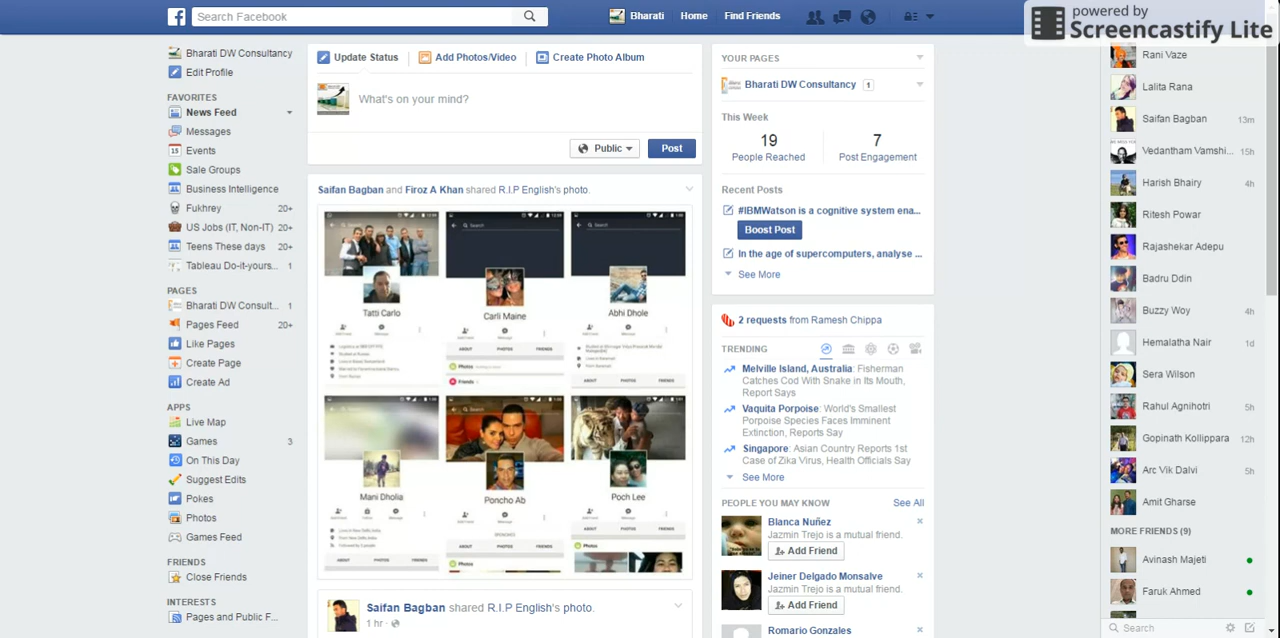 powered by
Screencastify Lite
Search Facebook
Bharati
Home
Find Friends
Bharati DW Consultancy
Edit Profile
FAVORITES
News Feed
Messages
Events
Sale Groups
Business Intelligence
Fukhrey 20+
US Jobs (IT, Non-IT) 20+
Teens These days 20+
Tableau Do-it-yours... 1
PAGES
Bharati DW Consult... 1
Pages Feed 20+
Like Pages
Create Page
Create Ad
APPS
Live Map
Games 3
On This Day
Suggest Edits
Pokes
Photos
Games Feed
FRIENDS
Close Friends
INTERESTS
Pages and Public F...
Update Status
Add Photos/Video
Create Photo Album
What's on your mind?
Public
Post
Saifan Bagban and Firoz A Khan shared R.I.P English's photo.
Tatti Carlo
Carli Maine
Abhi Dhole
ABOUT PHOTOS FRIENDS
Photos
Friends
Mani Dholia
Poncho Ab
Poch Lee
ABOUT PHOTOS FRIENDS
Photos
Saifan Bagban shared R.I.P English's photo.
1 hr
YOUR PAGES
Bharati DW Consultancy 1
This Week
19
People Reached
7
Post Engagement
Recent Posts
#IBMWatson is a cognitive system ena...
Boost Post
In the age of supercomputers, analyse ...
See More
2 requests from Ramesh Chippa
TRENDING
Melville Island, Australia: Fisherman
Catches Cod With Snake in Its Mouth,
Report Says
Vaquita Porpoise: World's Smallest
Porpoise Species Faces Imminent
Extinction, Reports Say
Singapore: Asian Country Reports 1st
Case of Zika Virus, Health Officials Say
See More
PEOPLE YOU MAY KNOW See All
Blanca Nuñez
Jazmin Trejo is a mutual friend.
Add Friend
Jeiner Delgado Monsalve
Jazmin Trejo is a mutual friend.
Add Friend
Romario Gonzales
Rani Vaze
Lalita Rana
Saifan Bagban 13m
Vedantham Vamshi... 15h
Harish Bhairy 4h
Ritesh Powar
Rajashekar Adepu
Badru Ddin
Buzzy Woy 4h
Hemalatha Nair 1d
Sera Wilson
Rahul Agnihotri 5h
Gopinath Kollippara 12h
Arc Vik Dalvi 5h
Amit Gharse
MORE FRIENDS (9)
Avinash Majeti
Faruk Ahmed
Search